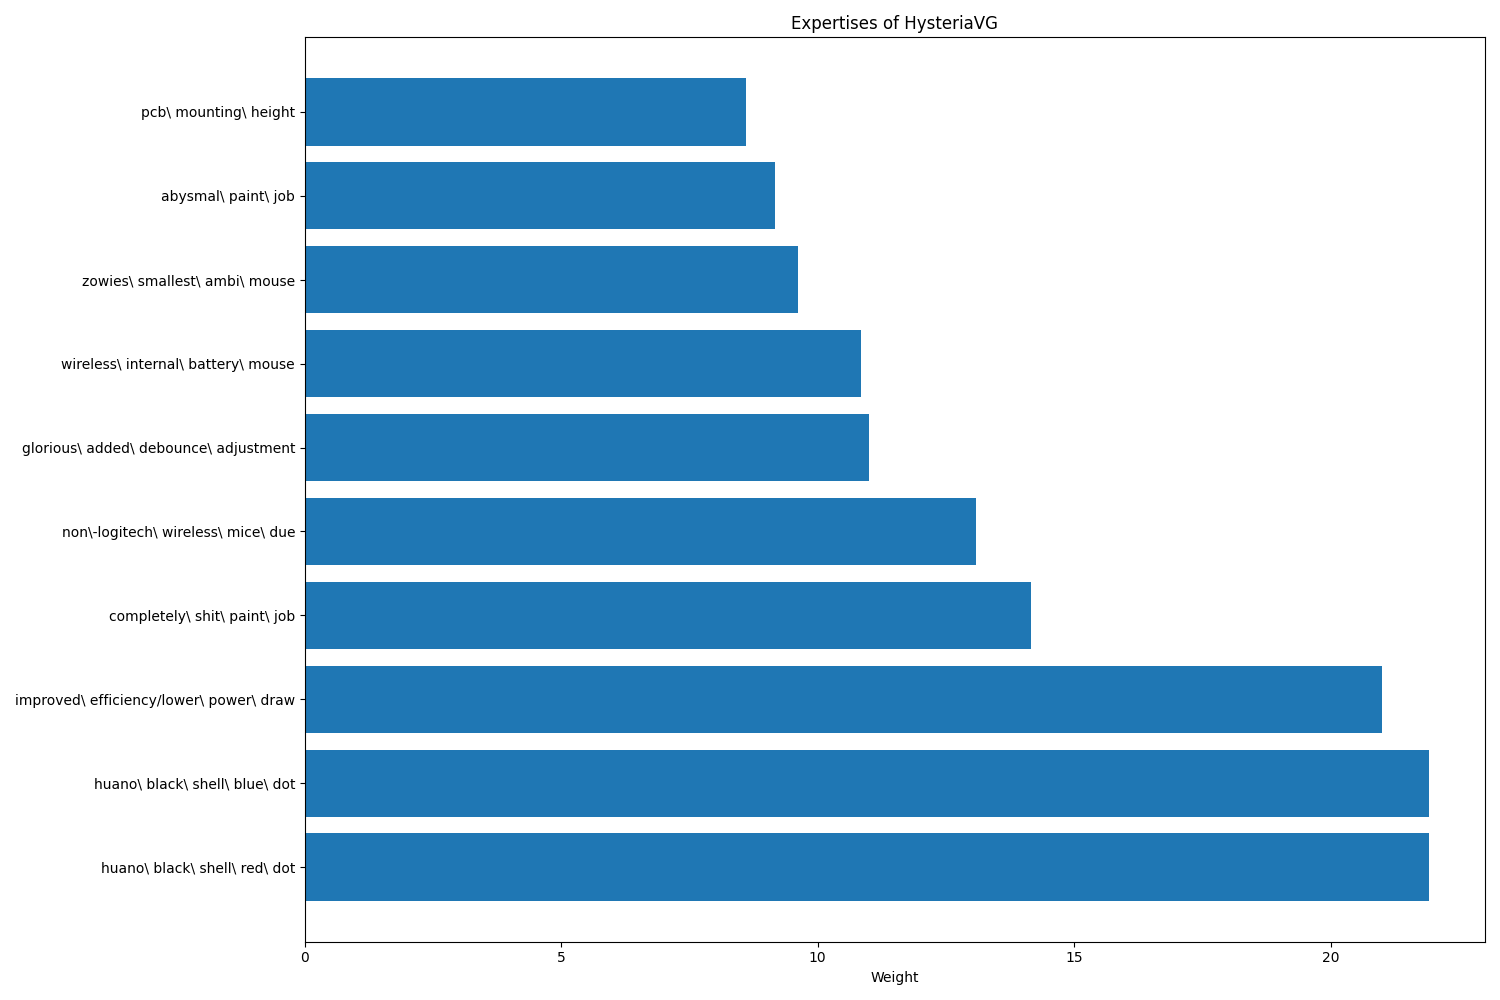 Expertises of HysteriaVG
pcb\ mounting\ height
abysmal\ paint\ job
zowies\ smallest\ ambi\ mouse
wireless\ internal\ battery\ mouse
glorious\ added\ debounce\ adjustment
non\-logitech\ wireless\ mice\ due
completely\ shit\ paint\ job
improved\ efficiency/lower\ power\ draw
huano\ black\ shell\ blue\ dot
huano\ black\ shell\ red\ dot
0 5 10 15 20
Weight